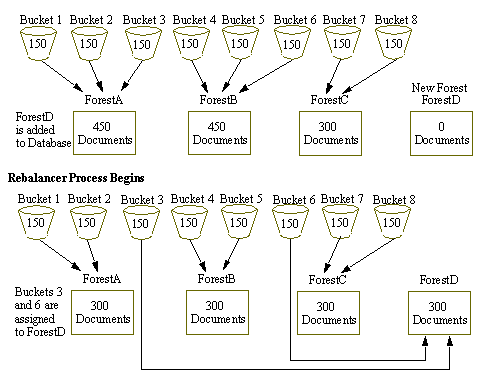 Bucket 1 Bucket 2 Bucket 3 Bucket 4 Bucket 5 Bucket 6 Bucket 7 Bucket 8
150 150 150 150 150 150 150 150
ForestD
is added
to Database
ForestA
450
Documents
ForestB
450
Documents
ForestC
300
Documents
New Forest
ForestD
0
Documents
Rebalancer Process Begins
Bucket 1 Bucket 2 Bucket 3 Bucket 4 Bucket 5 Bucket 6 Bucket 7 Bucket 8
150 150 150 150 150 150 150 150
Buckets 3
and 6 are
assigned
to ForestD
ForestA
300
Documents
ForestB
300
Documents
ForestC
300
Documents
ForestD
300
Documents